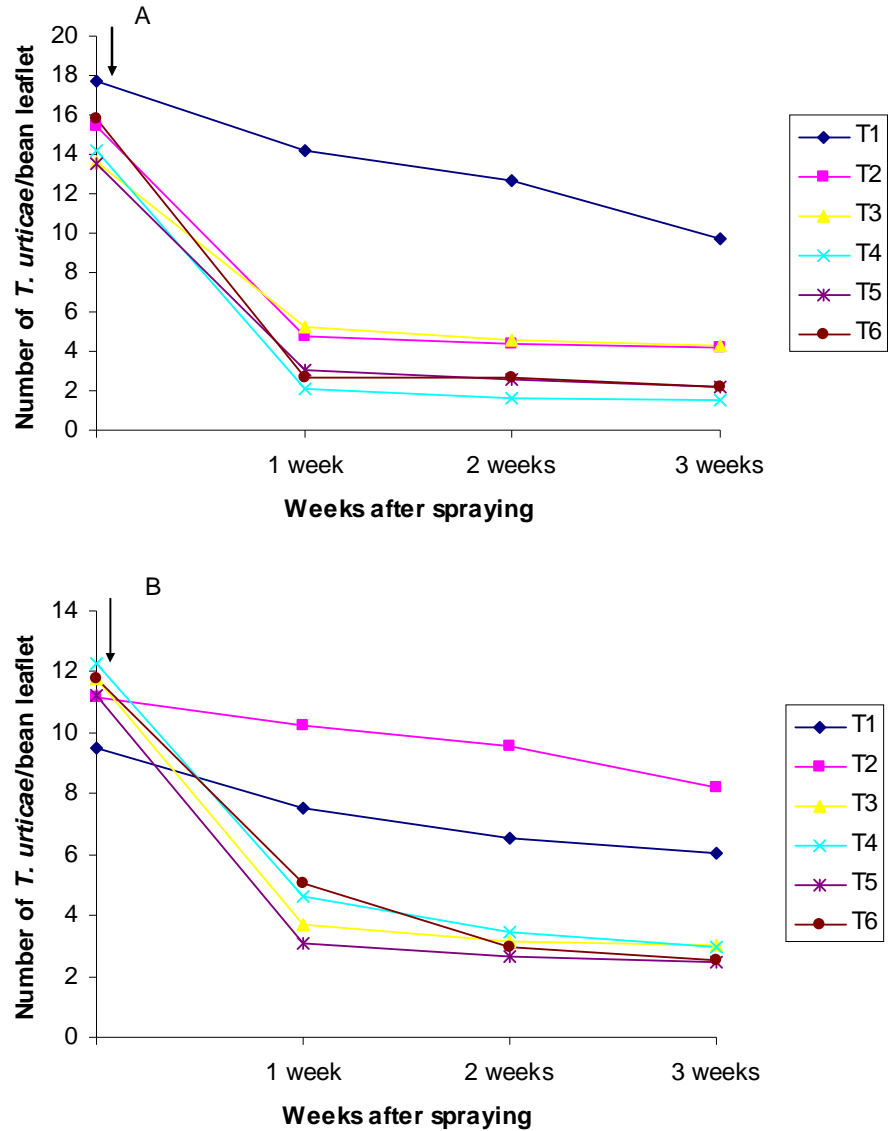 A
Number of T. urticae/bean leaflet
20
18
16
14
12
10
8
6
4
2
0
1 week 2 weeks 3 weeks
Weeks after spraying
T1
T2
T3
T4
T5
T6
B
Number of T. urticae/bean leaflet
14
12
10
8
6
4
2
0
1 week 2 weeks 3 weeks
Weeks after spraying
T1
T2
T3
T4
T5
T6